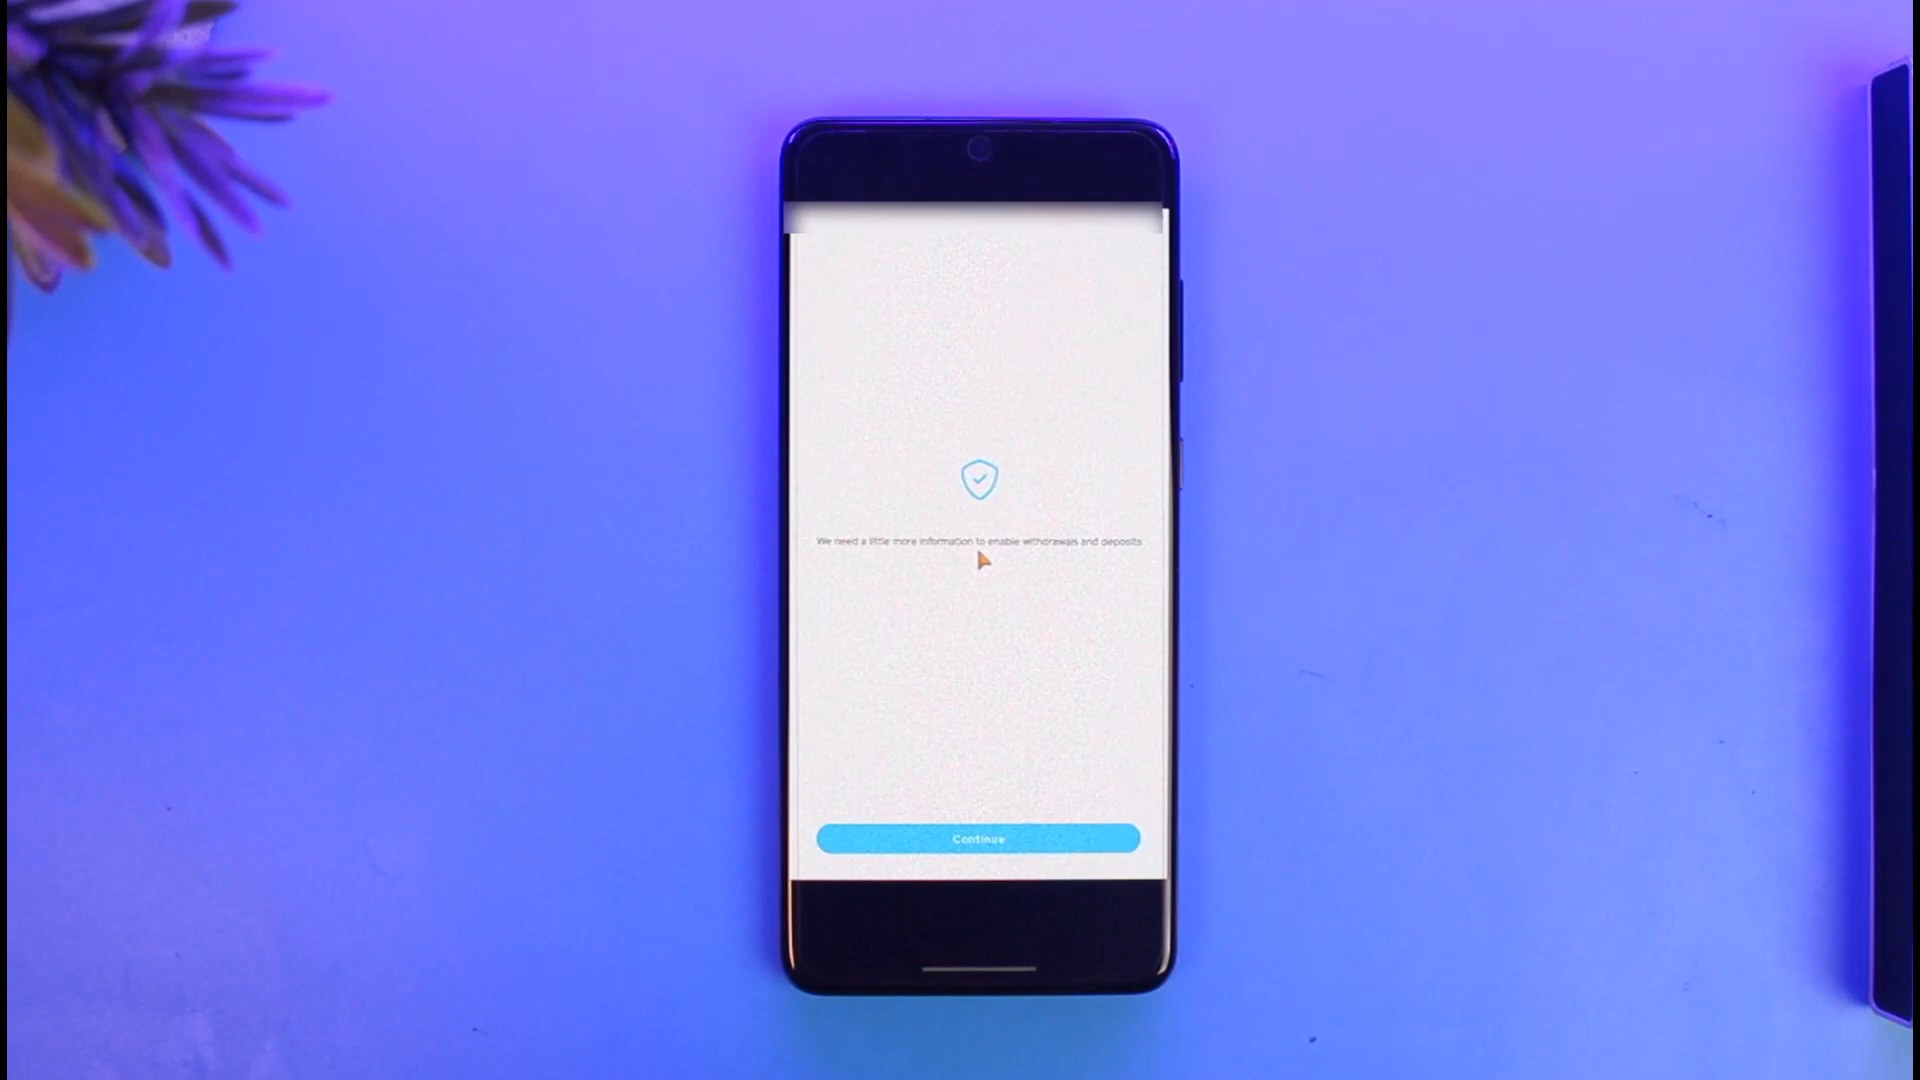 We need a little more information to enable withdrawals and deposits
Continue